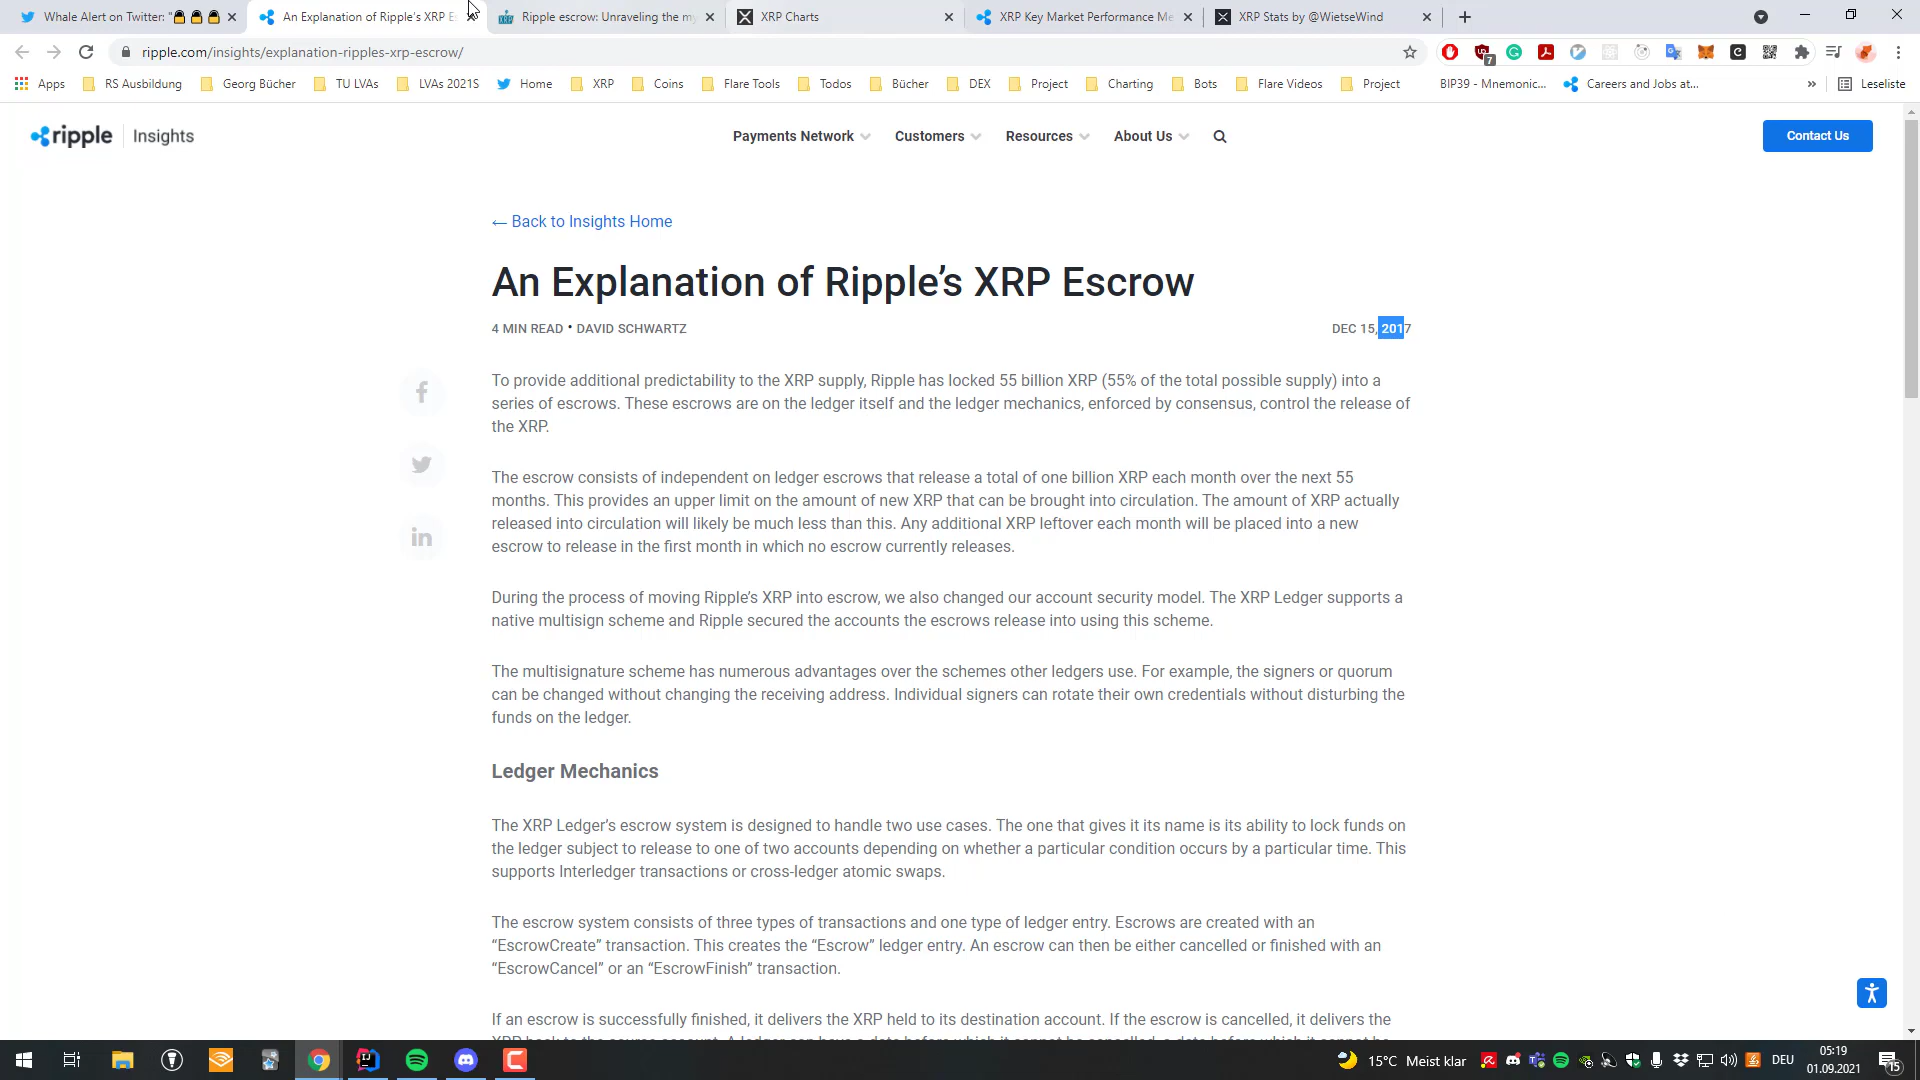 Whale Alert on Twitter: "🔒 🔒 🔒
An Explanation of Ripple's XRP Es
Ripple escrow: Unraveling the my
XRP Charts
XRP Key Market Performance Me
XRP Stats by @WietseWind
ripple.com/insights/explanation-ripples-xrp-escrow/
7
Apps
RS Ausbildung
Georg Bücher
TU LVAs
LVAs 2021S
Home
XRP
Coins
Flare Tools
Todos
Bücher
DEX
Project
Charting
Bots
Flare Videos
Project
BIP39 - Mnemonic...
Careers and Jobs at...
»
Leseliste
ripple Insights
Payments Network
Customers
Resources
About Us
Contact Us
← Back to Insights Home
An Explanation of Ripple’s XRP Escrow
4 MIN READ • DAVID SCHWARTZ
DEC 15, 2017
To provide additional predictability to the XRP supply, Ripple has locked 55 billion XRP (55% of the total possible supply) into a
series of escrows. These escrows are on the ledger itself and the ledger mechanics, enforced by consensus, control the release of
the XRP.
The escrow consists of independent on ledger escrows that release a total of one billion XRP each month over the next 55
months. This provides an upper limit on the amount of new XRP that can be brought into circulation. The amount of XRP actually
released into circulation will likely be much less than this. Any additional XRP leftover each month will be placed into a new
escrow to release in the first month in which no escrow currently releases.
During the process of moving Ripple’s XRP into escrow, we also changed our account security model. The XRP Ledger supports a
native multisign scheme and Ripple secured the accounts the escrows release into using this scheme.
The multisignature scheme has numerous advantages over the schemes other ledgers use. For example, the signers or quorum
can be changed without changing the receiving address. Individual signers can rotate their own credentials without disturbing the
funds on the ledger.
Ledger Mechanics
The XRP Ledger’s escrow system is designed to handle two use cases. The one that gives it its name is its ability to lock funds on
the ledger subject to release to one of two accounts depending on whether a particular condition occurs by a particular time. This
supports Interledger transactions or cross-ledger atomic swaps.
The escrow system consists of three types of transactions and one type of ledger entry. Escrows are created with an
“EscrowCreate” transaction. This creates the “Escrow” ledger entry. An escrow can then be either cancelled or finished with an
“EscrowCancel” or an “EscrowFinish” transaction.
If an escrow is successfully finished, it delivers the XRP held to its destination account. If the escrow is cancelled, it delivers the
15°C Meist klar
DEU
05:19
01.09.2021
15